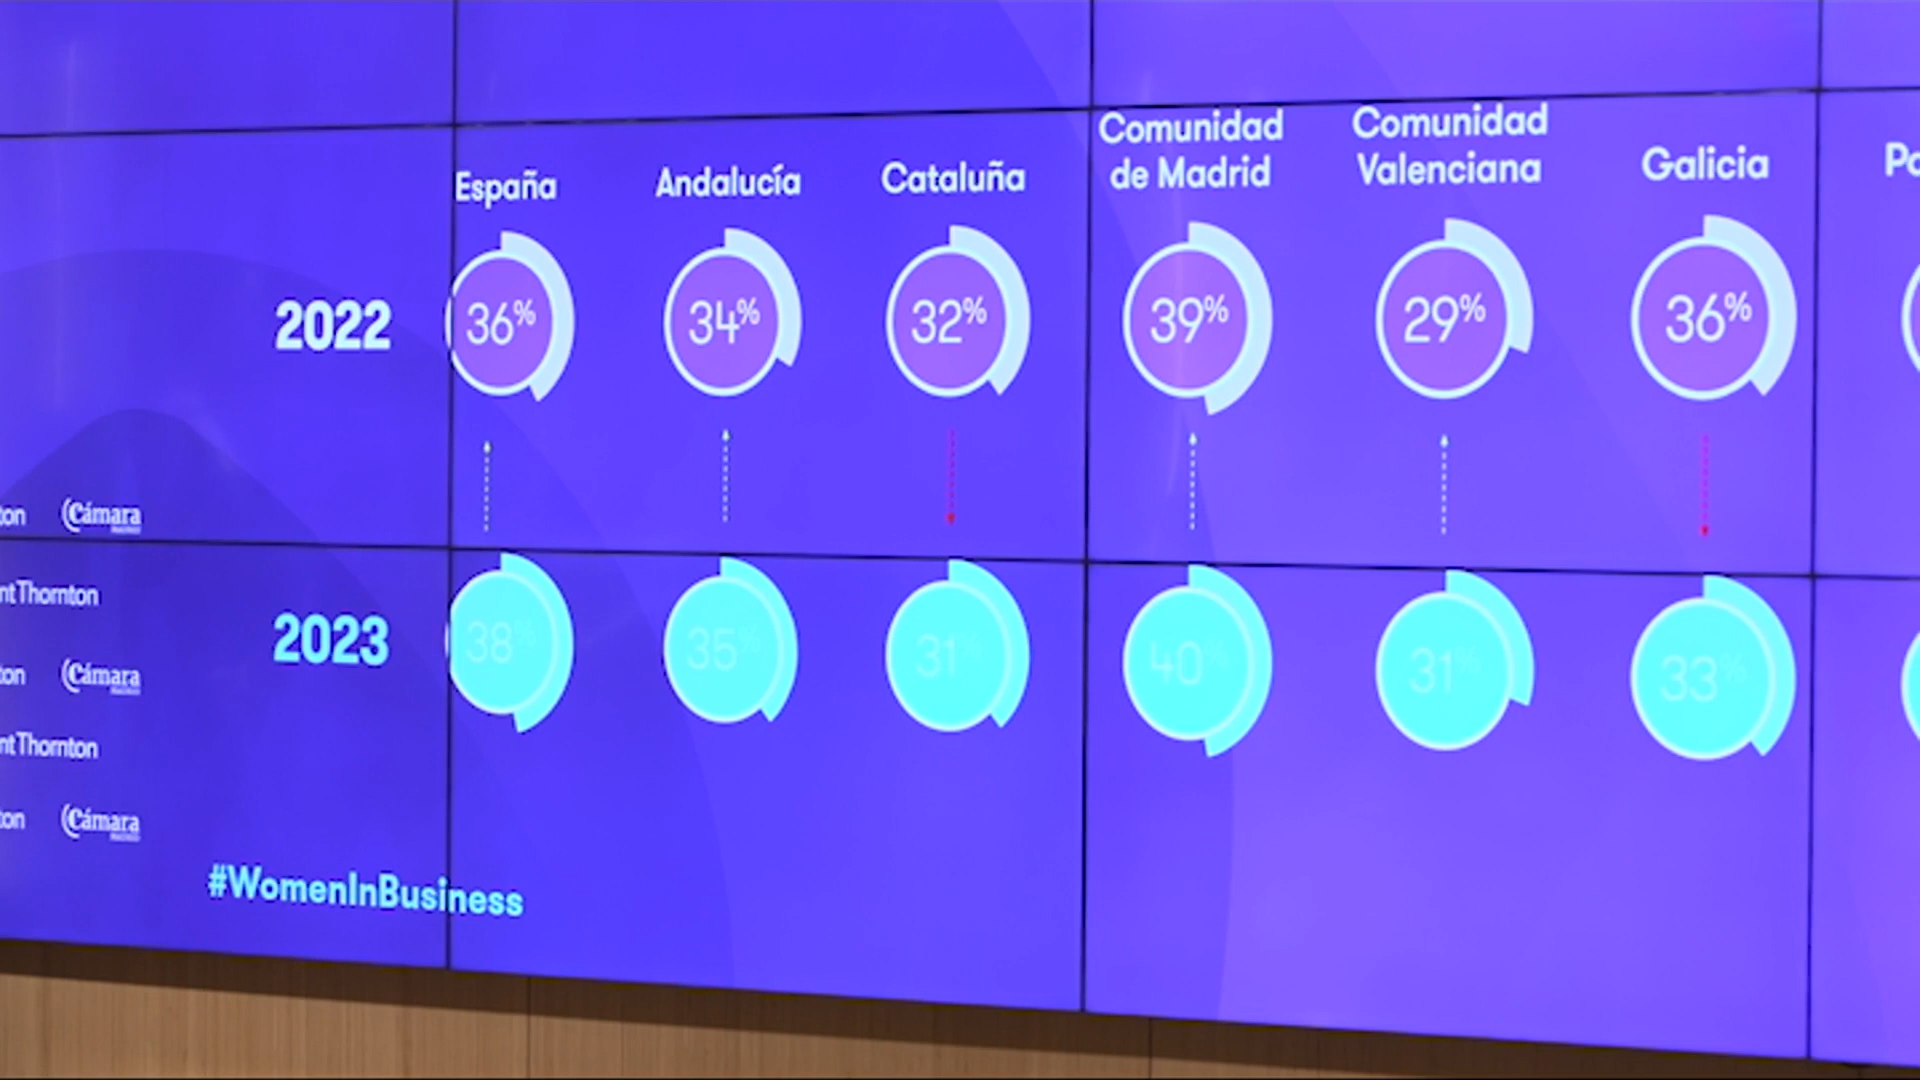 España
Andalucía
Cataluña
Comunidad
de Madrid
Comunidad
Valenciana
Galicia
2022
36%
34%
32%
39%
29%
36%
2023
38%
35%
31%
40%
31%
33%
Cámara
Thornton
Cámara
Thornton
Cámara
#WomenInBusiness